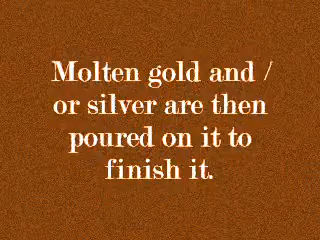 Molten gold and /
or silver are then
poured on it to
finish it.